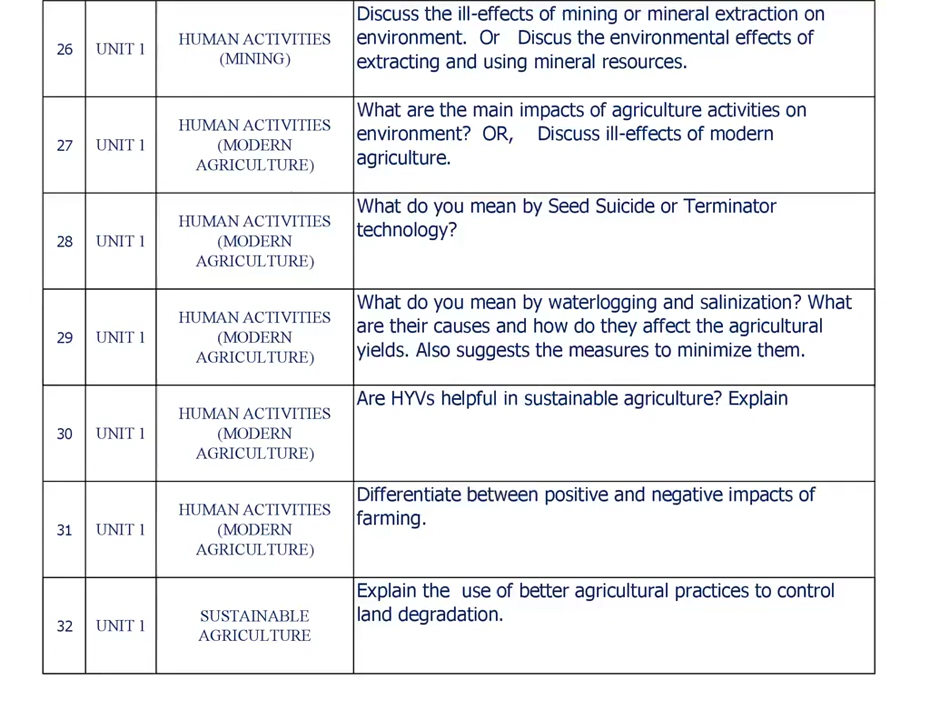 26 UNIT 1 HUMAN ACTIVITIES
(MINING)
Discuss the ill-effects of mining or mineral extraction on
environment. Or Discus the environmental effects of
extracting and using mineral resources.
27 UNIT 1 HUMAN ACTIVITIES
(MODERN
AGRICULTURE)
What are the main impacts of agriculture activities on
environment? OR, Discuss ill-effects of modern
agriculture.
28 UNIT 1 HUMAN ACTIVITIES
(MODERN
AGRICULTURE)
What do you mean by Seed Suicide or Terminator
technology?
29 UNIT 1 HUMAN ACTIVITIES
(MODERN
AGRICULTURE)
What do you mean by waterlogging and salinization? What
are their causes and how do they affect the agricultural
yields. Also suggests the measures to minimize them.
30 UNIT 1 HUMAN ACTIVITIES
(MODERN
AGRICULTURE)
Are HYVs helpful in sustainable agriculture? Explain
31 UNIT 1 HUMAN ACTIVITIES
(MODERN
AGRICULTURE)
Differentiate between positive and negative impacts of
farming.
32 UNIT 1 SUSTAINABLE
AGRICULTURE
Explain the use of better agricultural practices to control
land degradation.